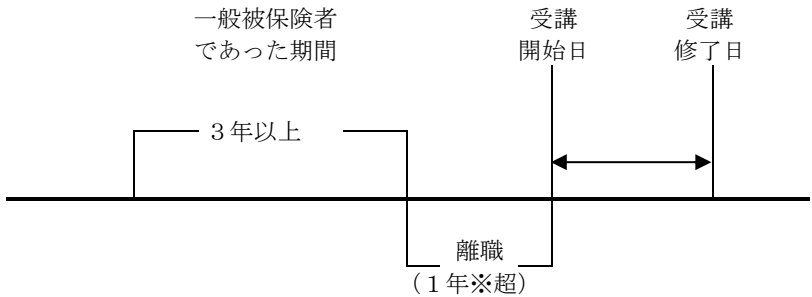 一般被保険者
であった期間
受講
開始日
受講
修了日
３年以上
離職
（１年※超）